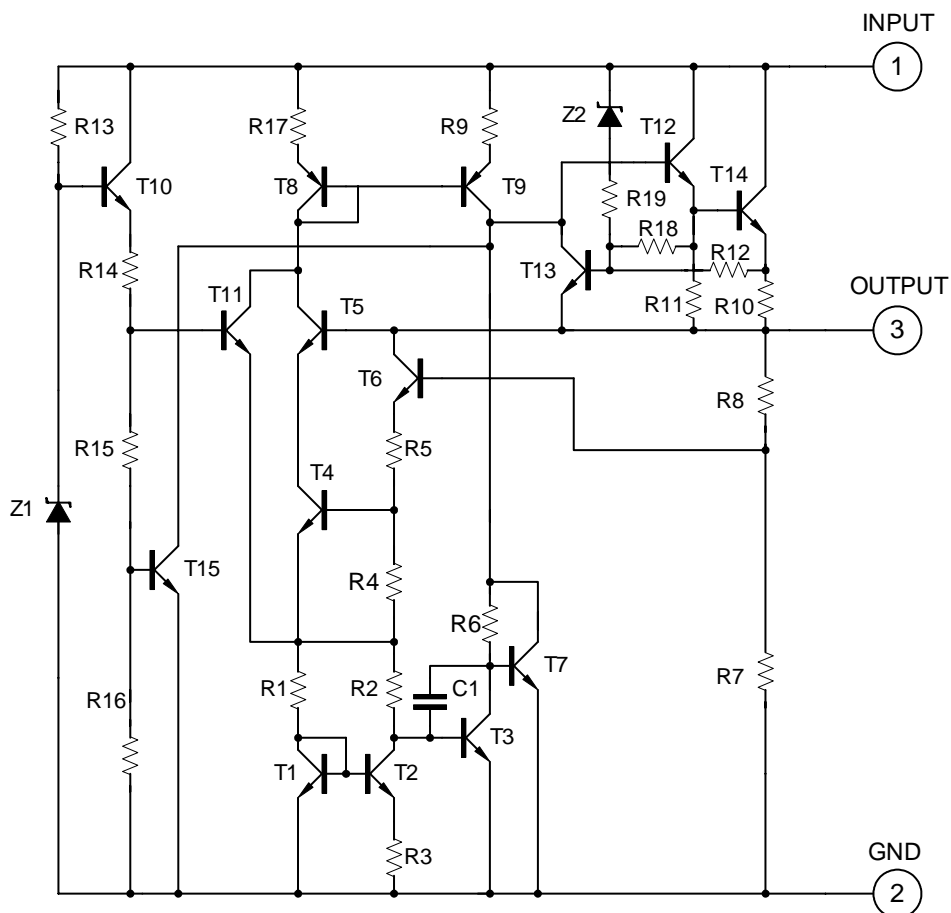 INPUT
1
R13
R17
R9
Z2
T12
T10
T8
T9
T14
R19
R18
R14
R12
T13
T11
T5
R11
R10
OUTPUT
3
T6
R8
R15
R5
T4
Z1
T15
R4
R6
T7
R1
R2
C1
R7
R16
T3
T1
T2
R3
GND
2